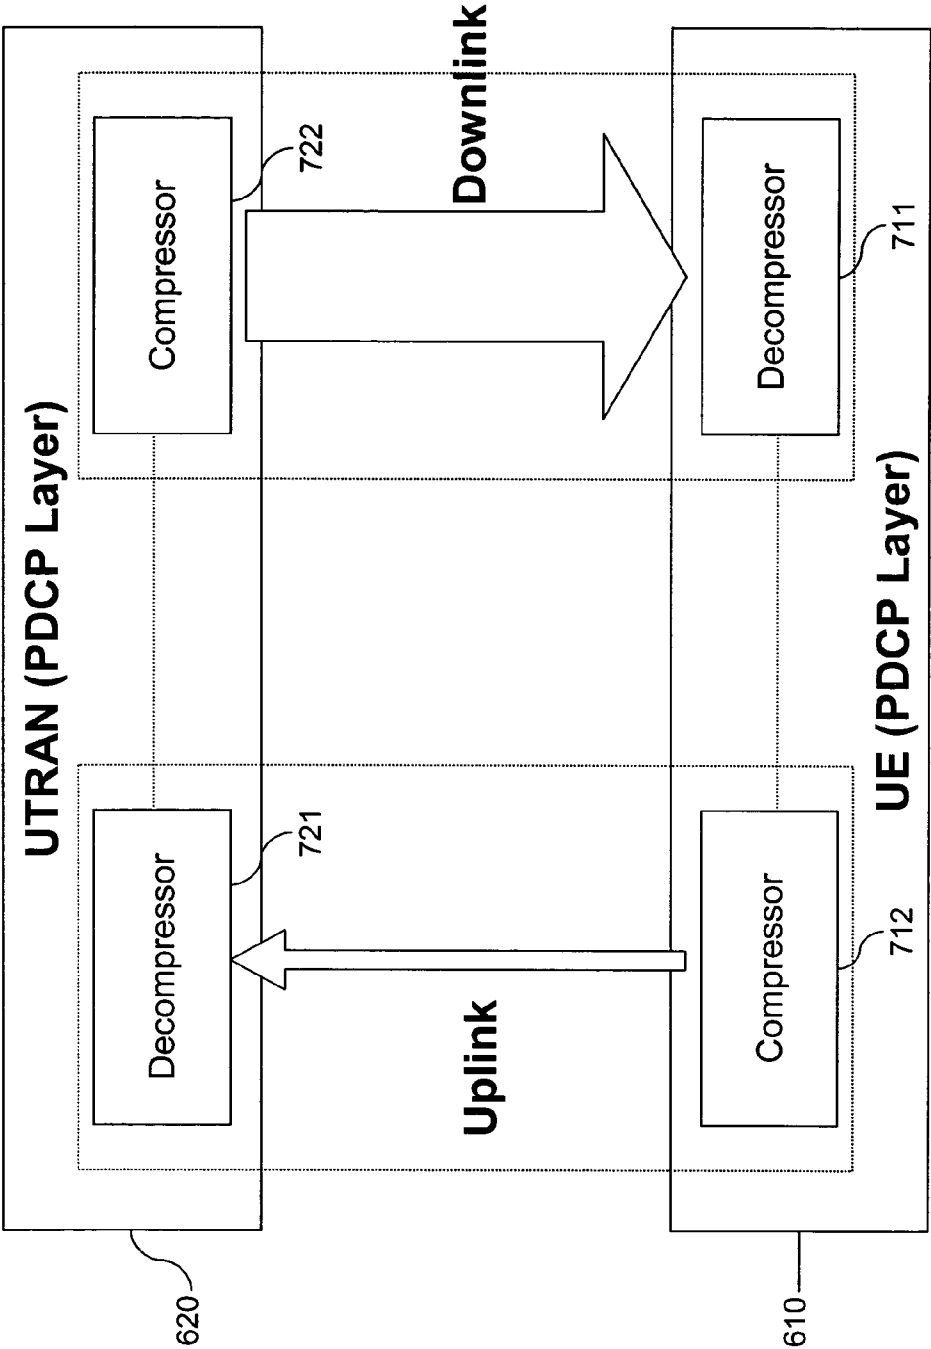 UTRAN (PDCP Layer)
620
Decompressor
721
Compressor
722
Uplink
Downlink
Compressor
712
Decompressor
711
610
UE (PDCP Layer)